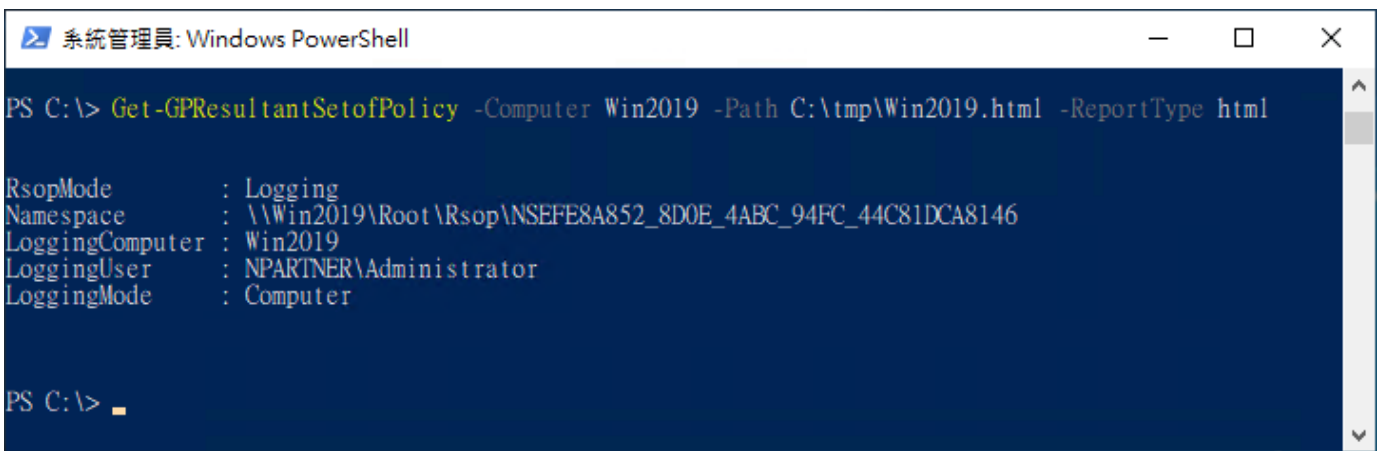 系統管理員: Windows PowerShell
PS C:\> Get-GPResultantSetofPolicy -Computer Win2019 -Path C:\tmp\Win2019.html -ReportType html
RsopMode        : Logging
Namespace       : \\Win2019\Root\Rsop\NSEFE8A852_8D0E_4ABC_94FC_44C81DCA8146
LoggingComputer : Win2019
LoggingUser     : NPARTNER\Administrator
LoggingMode     : Computer
PS C:\>